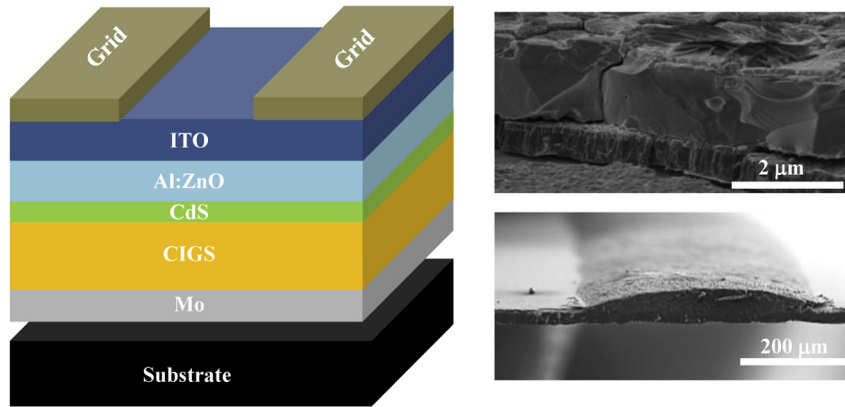 Grid
Grid
ITO
Al:ZnO
CdS
CIGS
Mo
Substrate
2 μm
200 μm